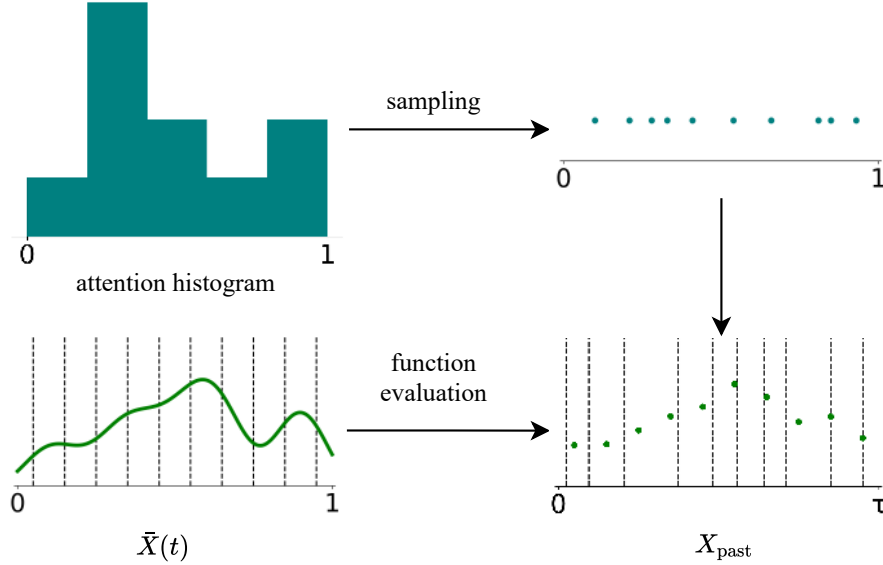 sampling
0 1
0 1
attention histogram
function
evaluation
0 1
0 τ
X̄(t)
X_past